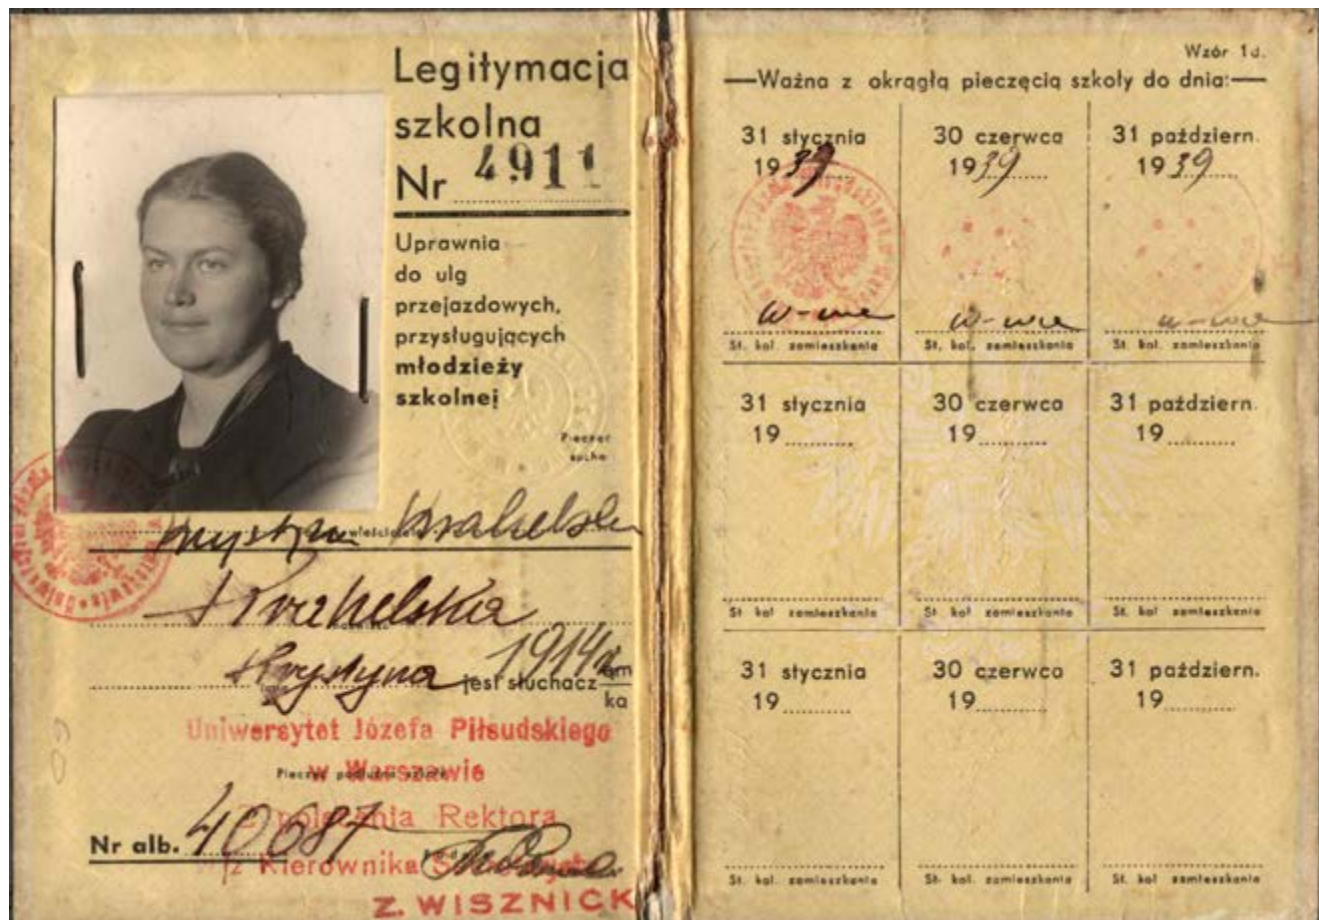 Legitymacja
szkolna
Nr 4911
Uprawnia
do ulg
przejazdowych,
przysługujących
młodzieży
szkolnej
Pieczęć
sucha
Krystyna Krahelska
Krahelska
Krystyna 1914
jest słuchacz em
ka
Uniwersytet Józefa Piłsudskiego
w Warszawie
Z polecenia Rektora
Nr alb. 40687
z Kierownika
Z. WISZNICK
Wzór 1d.
Ważna z okrągłą pieczęcią szkoły do dnia:
31 stycznia 30 czerwca 31 październ.
1939 1939 1939
W-wa W-wa W-wa
St. kol. zamieszkania St. kol. zamieszkania St. kol. zamieszkania
31 stycznia 30 czerwca 31 październ.
19 19 19
St. kol. zamieszkania St. kol. zamieszkania St. kol. zamieszkania
31 stycznia 30 czerwca 31 październ.
19 19 19
St. kol. zamieszkania St. kol. zamieszkania St. kol. zamieszkania